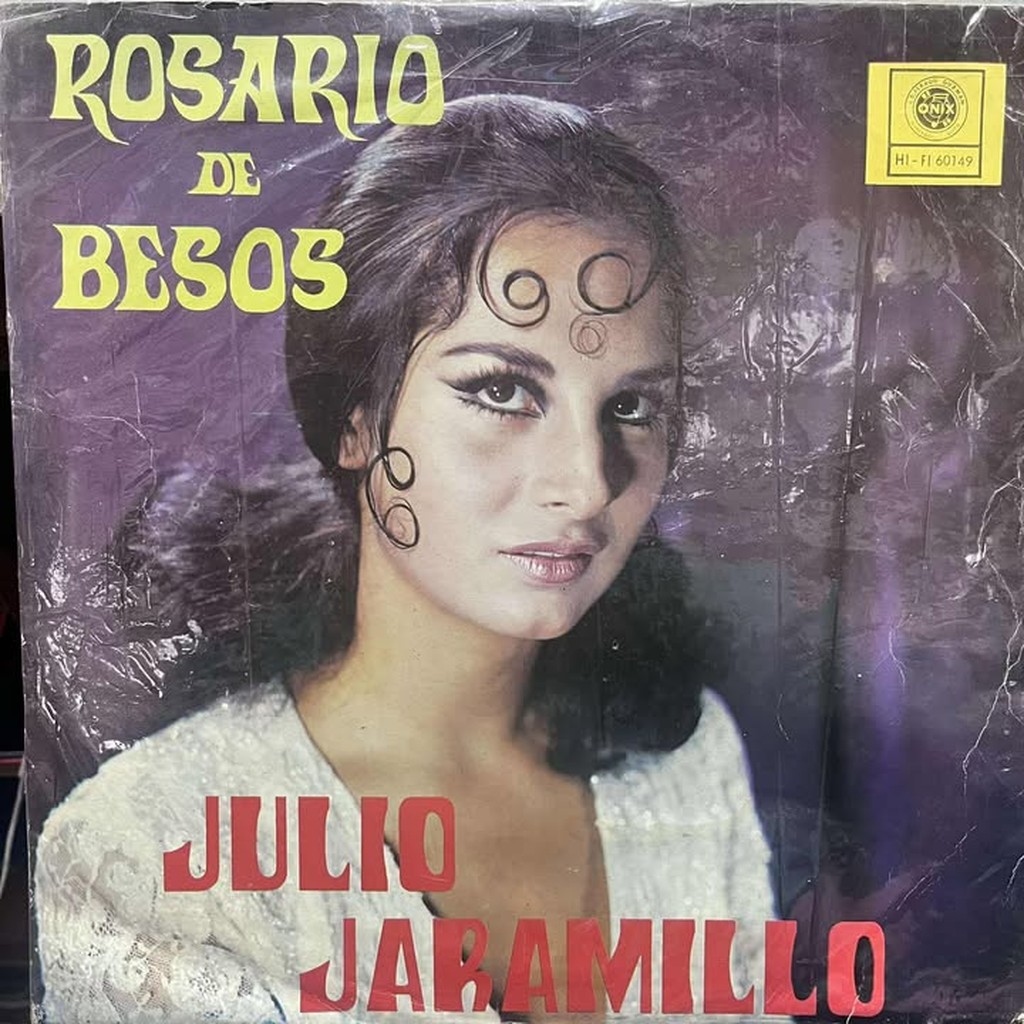 ROSARIO
DE
BESOS
ONIX
HI-FI 60149
JULIO
JARAMILLO